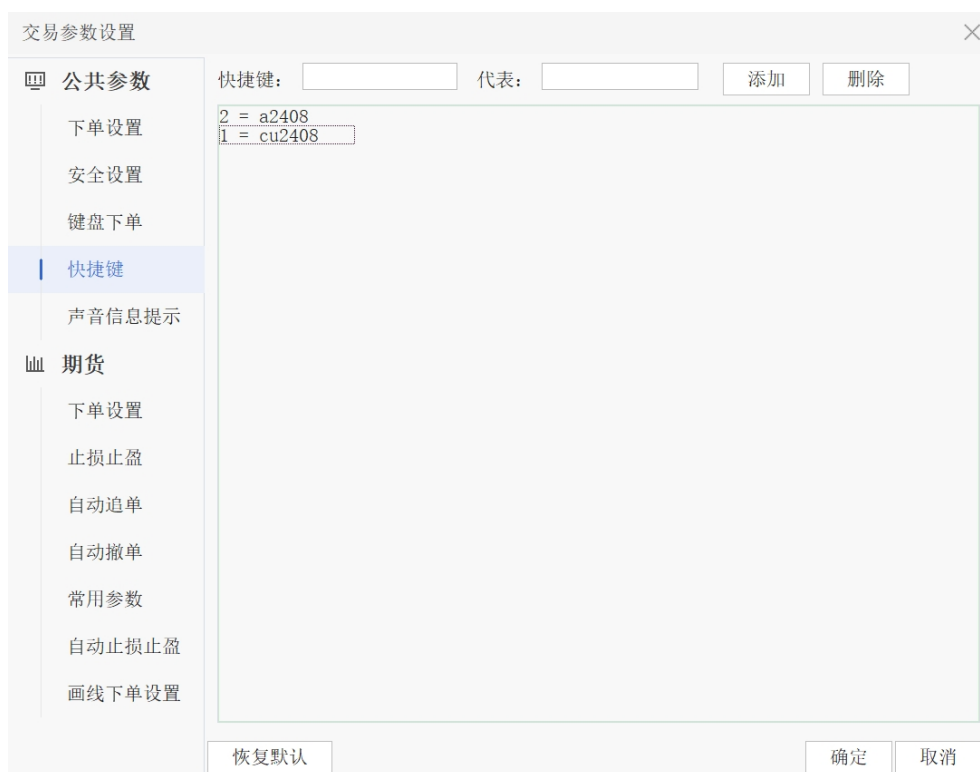 交易参数设置
公共参数
下单设置
安全设置
键盘下单
快捷键
声音信息提示
期货
下单设置
止损止盈
自动追单
自动撤单
常用参数
自动止损止盈
画线下单设置
快捷键： 代表： 添加 删除
2 = a2408
1 = cu2408
恢复默认 确定 取消